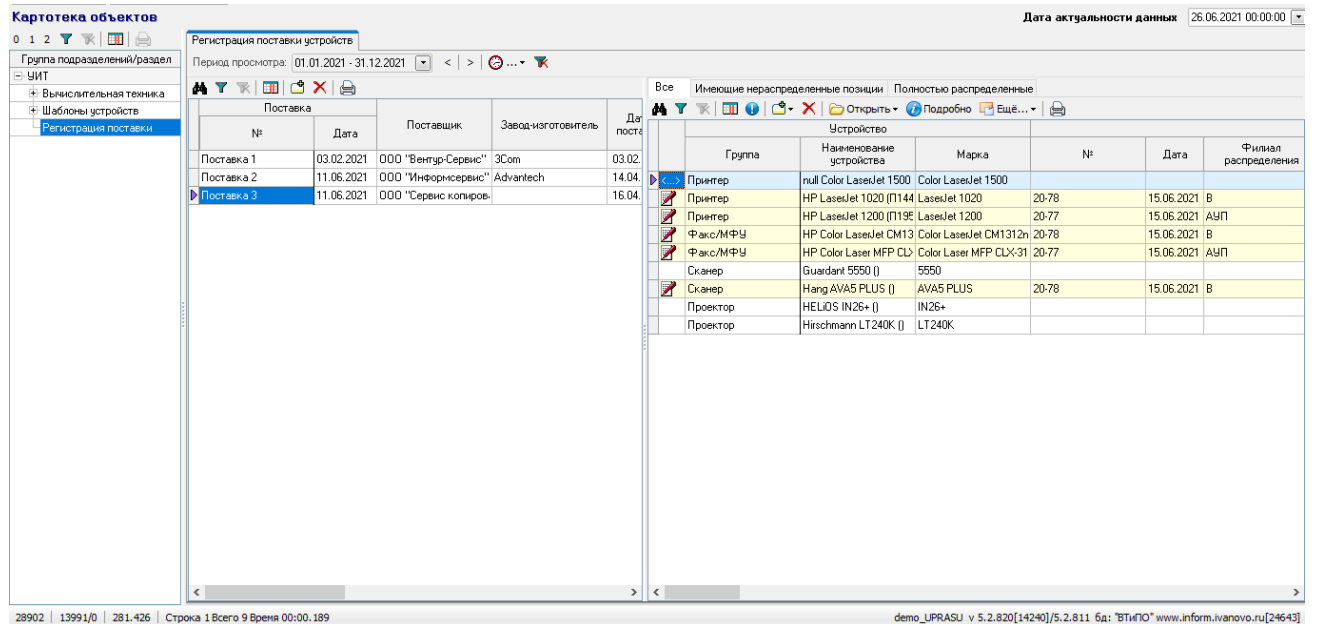 Картотека объектов
Дата актуальности данных 26.06.2021 00:00:00
0 1 2
Регистрация поставки устройств
Группа подразделений/раздел
УИТ
Вычислительная техника
Шаблоны устройств
Регистрация поставки
Период просмотра: 01.01.2021 - 31.12.2021 < > ...
Поставка
№ Дата Поставщик Завод-изготовитель Дат
поста
Поставка 1 03.02.2021 ООО "Вентур-Сервис" 3Com 03.02.
Поставка 2 11.06.2021 ООО "Информсервис" Advantech 14.04.
Поставка 3 11.06.2021 ООО "Сервис копиров- 16.04.
Все Имеющие нераспределенные позиции Полностью распределенные
Открыть Подробно Ещё...
Устройство
Группа Наименование устройства Марка № Дата Филиал распределения
<...> Принтер null Color LaserJet 1500 Color LaserJet 1500
Принтер HP LaserJet 1020 (П144 LaserJet 1020 20-78 15.06.2021 В
Принтер HP LaserJet 1200 (П195 LaserJet 1200 20-77 15.06.2021 АУП
Факс/МФУ HP Color LaserJet CM13 Color LaserJet CM1312n 20-78 15.06.2021 В
Факс/МФУ HP Color Laser MFP CLX Color Laser MFP CLX-31 20-77 15.06.2021 АУП
Сканер Guardant 5550 () 5550
Сканер Hang AVA5 PLUS () AVA5 PLUS 20-78 15.06.2021 В
Проектор HELiOS IN26+ () IN26+
Проектор Hirschmann LT240K () LT240K
28902 13991/0 281.426 Строка 1 Всего 9 Время 00:00.189
demo_UPRASU v 5.2.820[14240]/5.2.811 бд: "ВТиПО" www.inform.ivanovo.ru[24643]